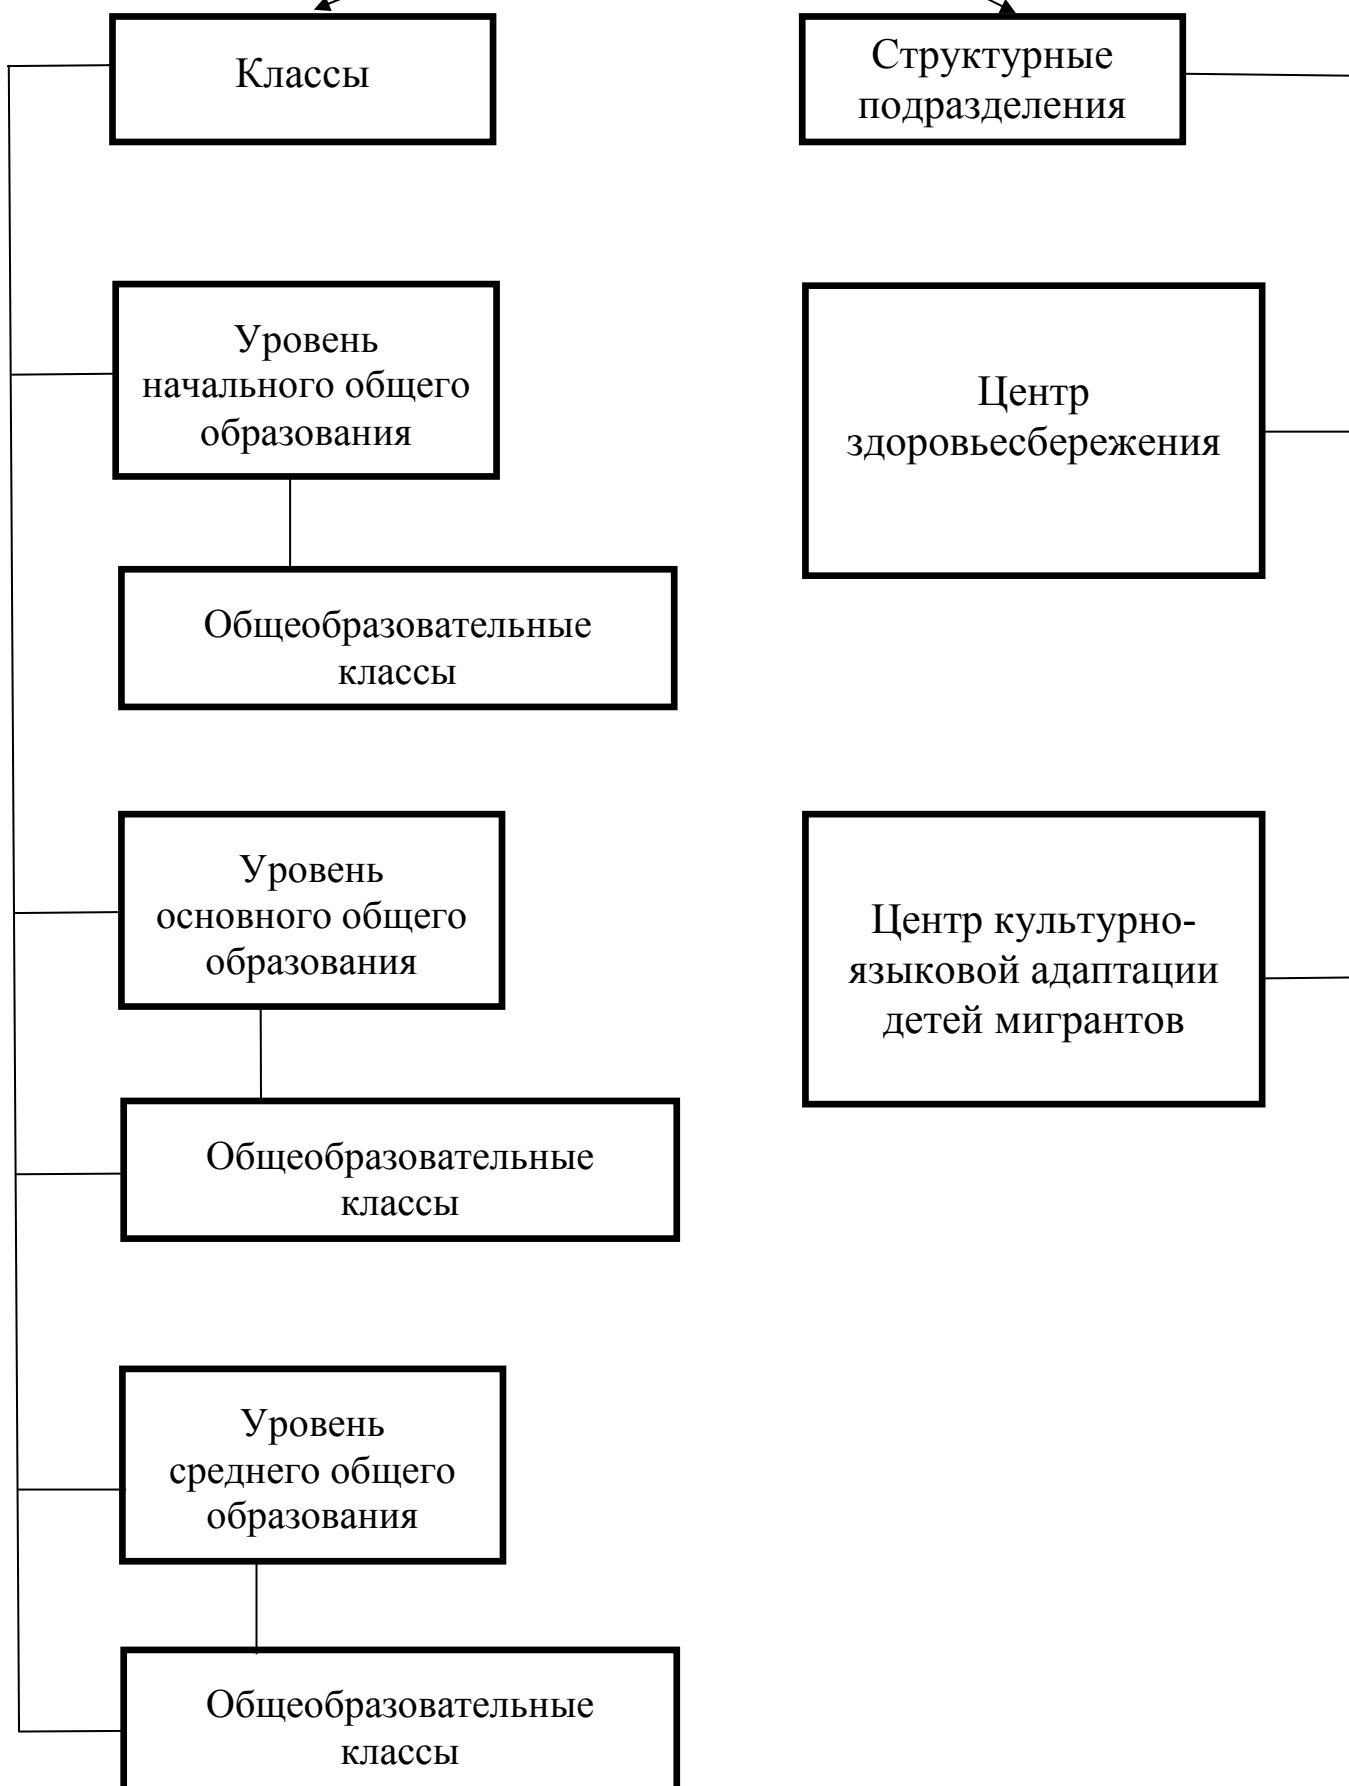 Классы
Структурные
подразделения
Уровень
начального общего
образования
Центр
здоровьесбережения
Общеобразовательные
классы
Уровень
основного общего
образования
Центр культурно-
языковой адаптации
детей мигрантов
Общеобразовательные
классы
Уровень
среднего общего
образования
Общеобразовательные
классы